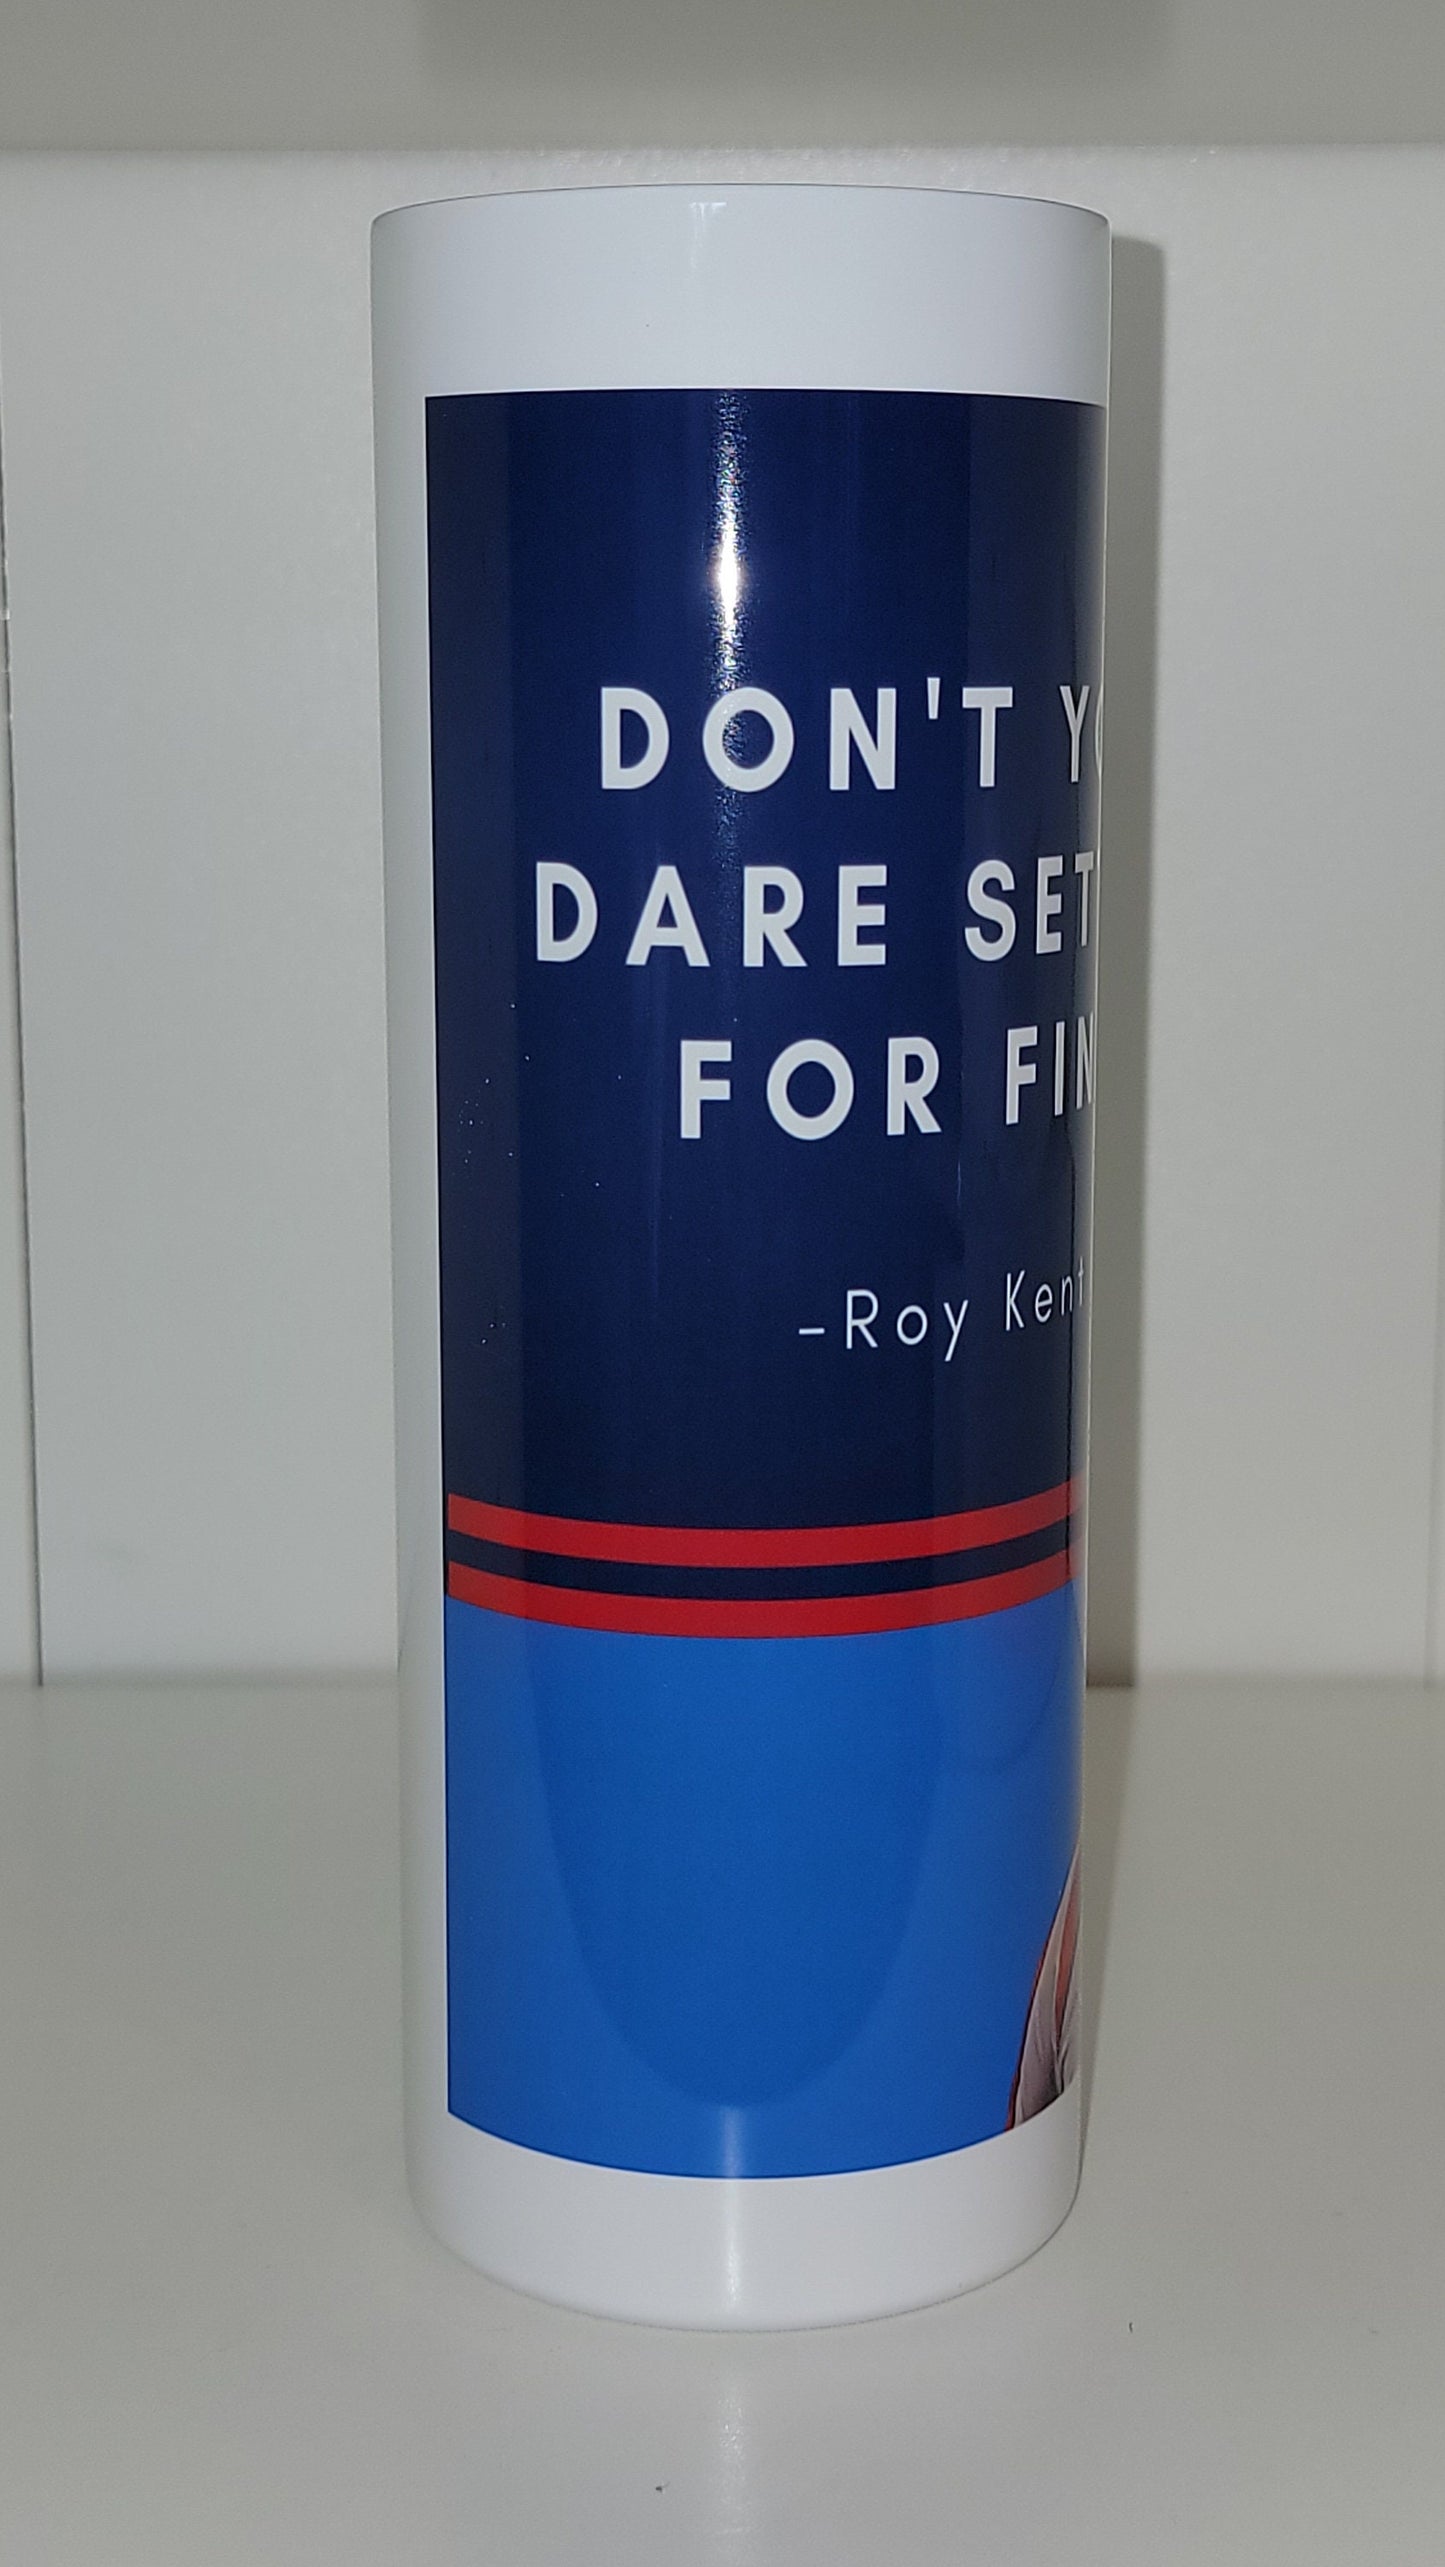 DON'T YO
DARE SET
FOR FIN
-Roy Kent